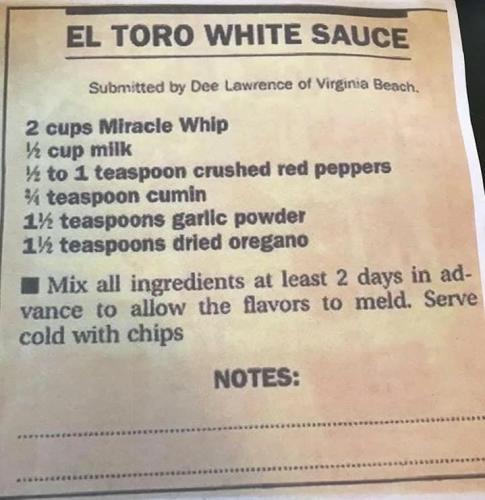 EL TORO WHITE SAUCE
Submitted by Dee Lawrence of Virginia Beach.
2 cups Miracle Whip
½ cup milk
½ to 1 teaspoon crushed red peppers
¾ teaspoon cumin
1½ teaspoons garlic powder
1½ teaspoons dried oregano
■ Mix all ingredients at least 2 days in ad-
vance to allow the flavors to meld. Serve
cold with chips
NOTES: